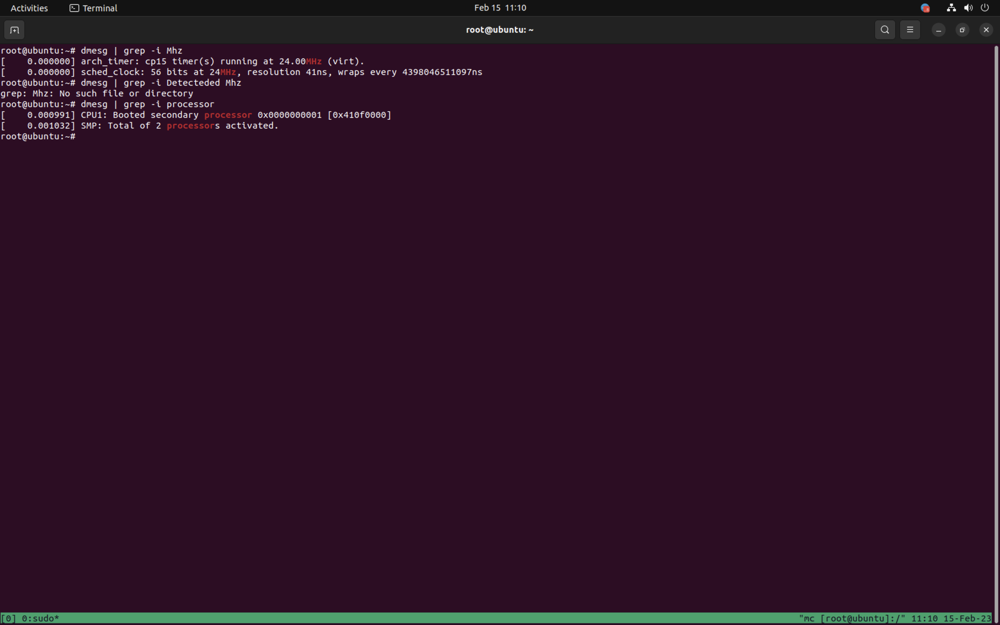 Activities Terminal Feb 15 11:10
root@ubuntu: ~
root@ubuntu:~# dmesg | grep -i Mhz
[    0.000000] arch_timer: cp15 timer(s) running at 24.00MHz (virt).
[    0.000000] sched_clock: 56 bits at 24MHz, resolution 41ns, wraps every 4398046511097ns
root@ubuntu:~# dmesg | grep -i Detecteded Mhz
grep: Mhz: No such file or directory
root@ubuntu:~# dmesg | grep -i processor
[    0.000991] CPU1: Booted secondary processor 0x0000000001 [0x410f0000]
[    0.001032] SMP: Total of 2 processors activated.
root@ubuntu:~#
[0] 0:sudo* "mc [root@ubuntu]:/" 11:10 15-Feb-23